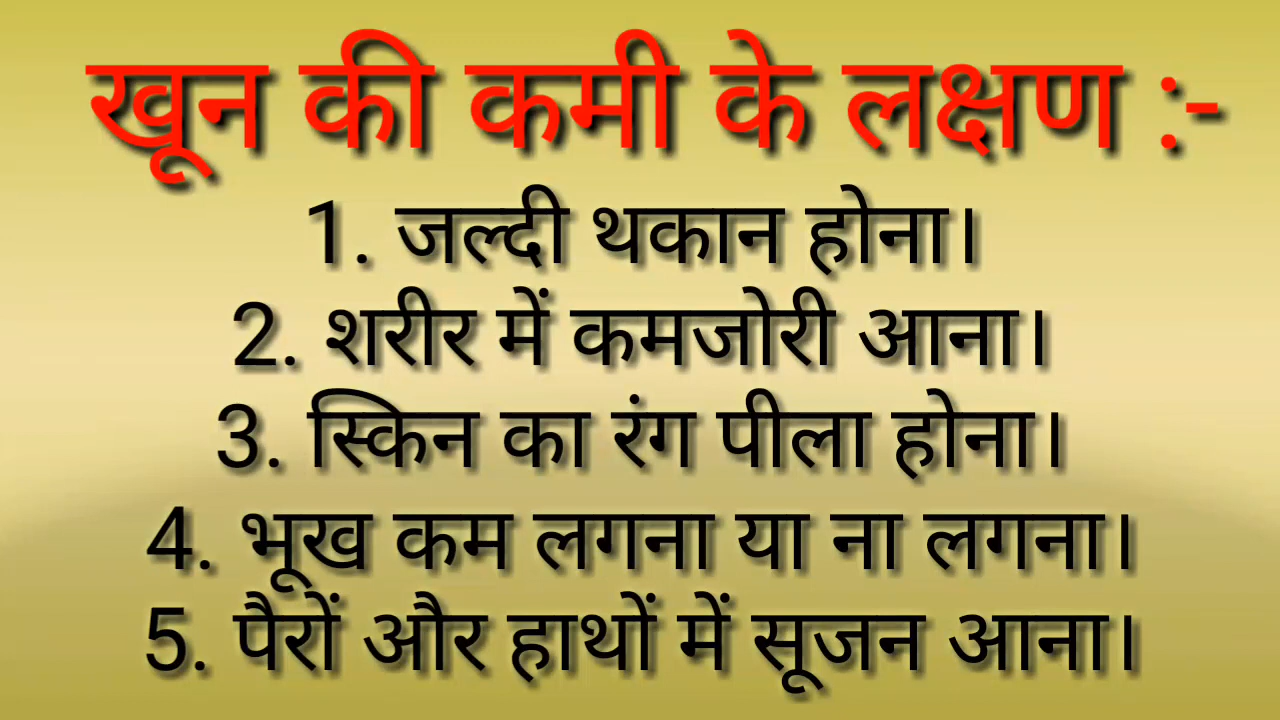 खून की कमी के लक्षण :-
1. जल्दी थकान होना।
2. शरीर में कमजोरी आना।
3. स्किन का रंग पीला होना।
4. भूख कम लगना या ना लगना।
5. पैरों और हाथों में सूजन आना।